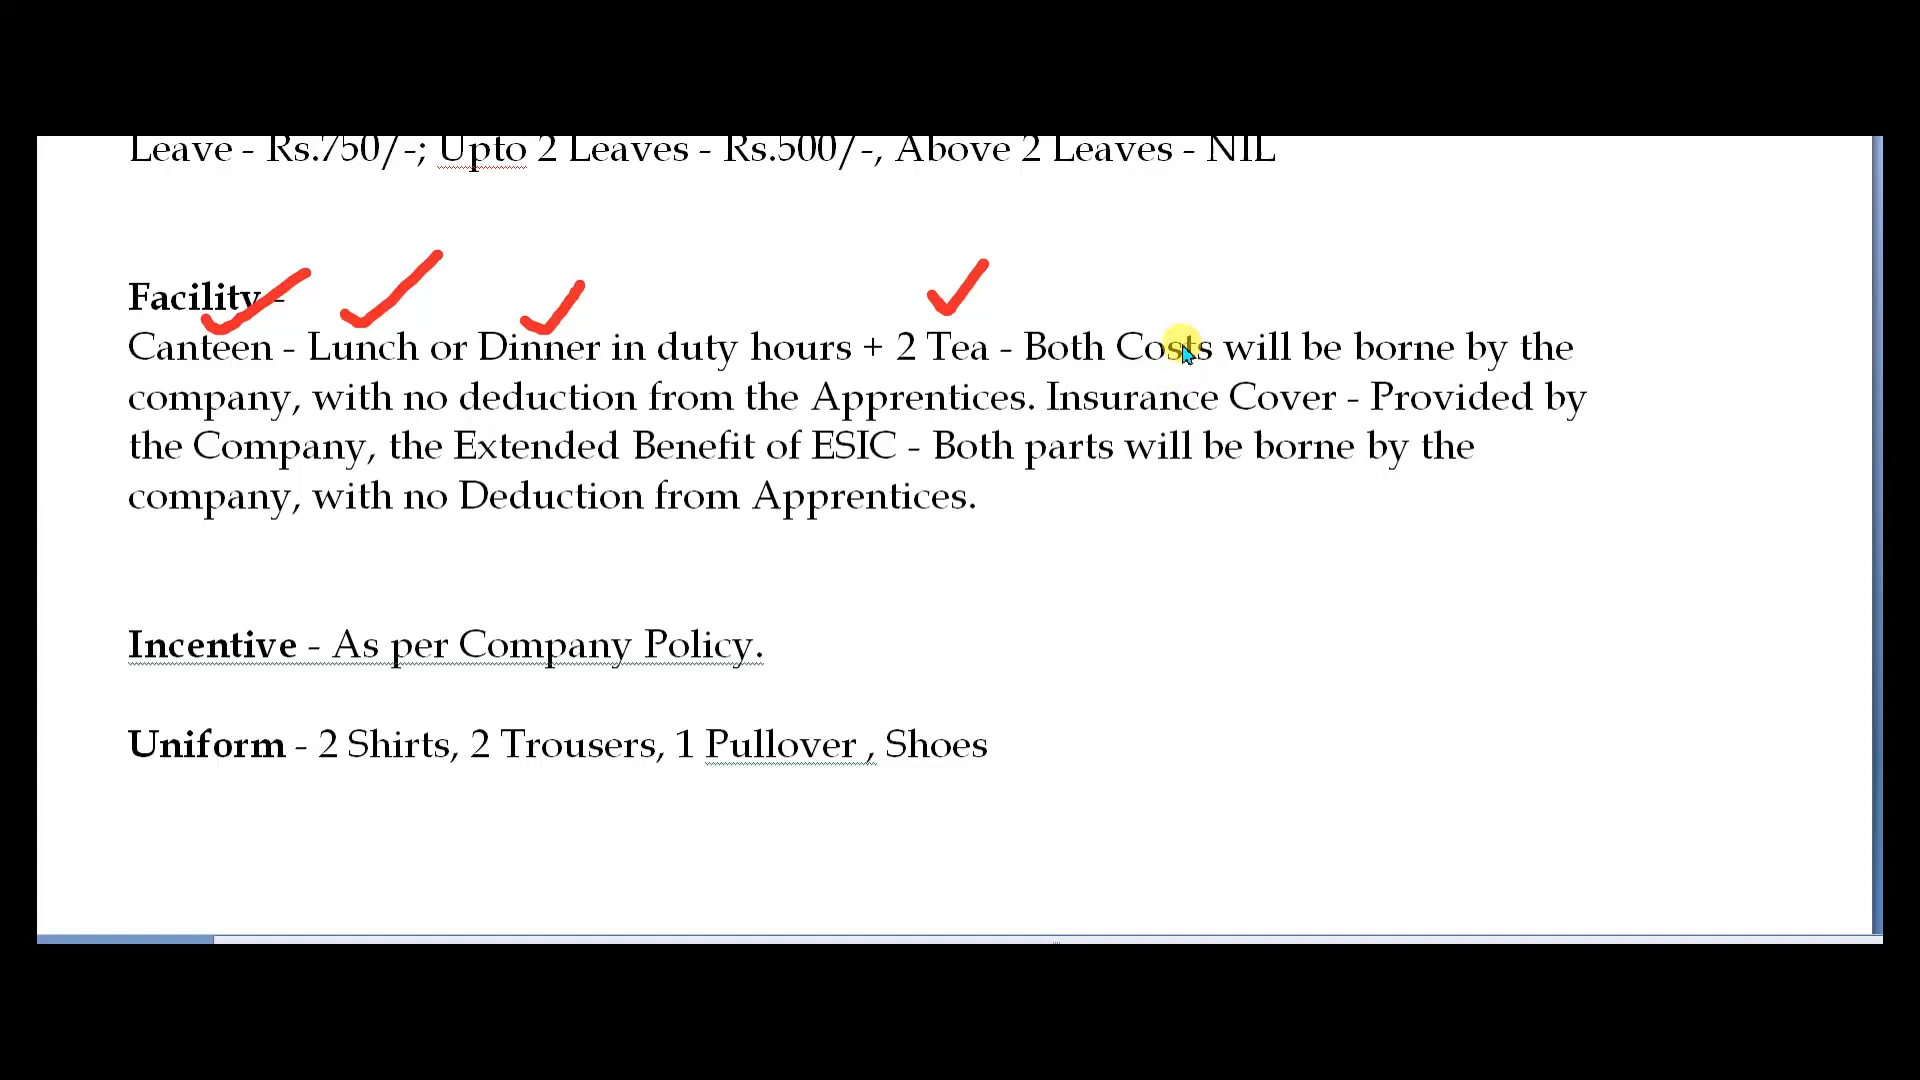 Leave - Rs.750/-; Upto 2 Leaves - Rs.500/-, Above 2 Leaves - NIL
Facility -
Canteen - Lunch or Dinner in duty hours + 2 Tea - Both Costs will be borne by the
company, with no deduction from the Apprentices. Insurance Cover - Provided by
the Company, the Extended Benefit of ESIC - Both parts will be borne by the
company, with no Deduction from Apprentices.
Incentive - As per Company Policy.
Uniform - 2 Shirts, 2 Trousers, 1 Pullover , Shoes